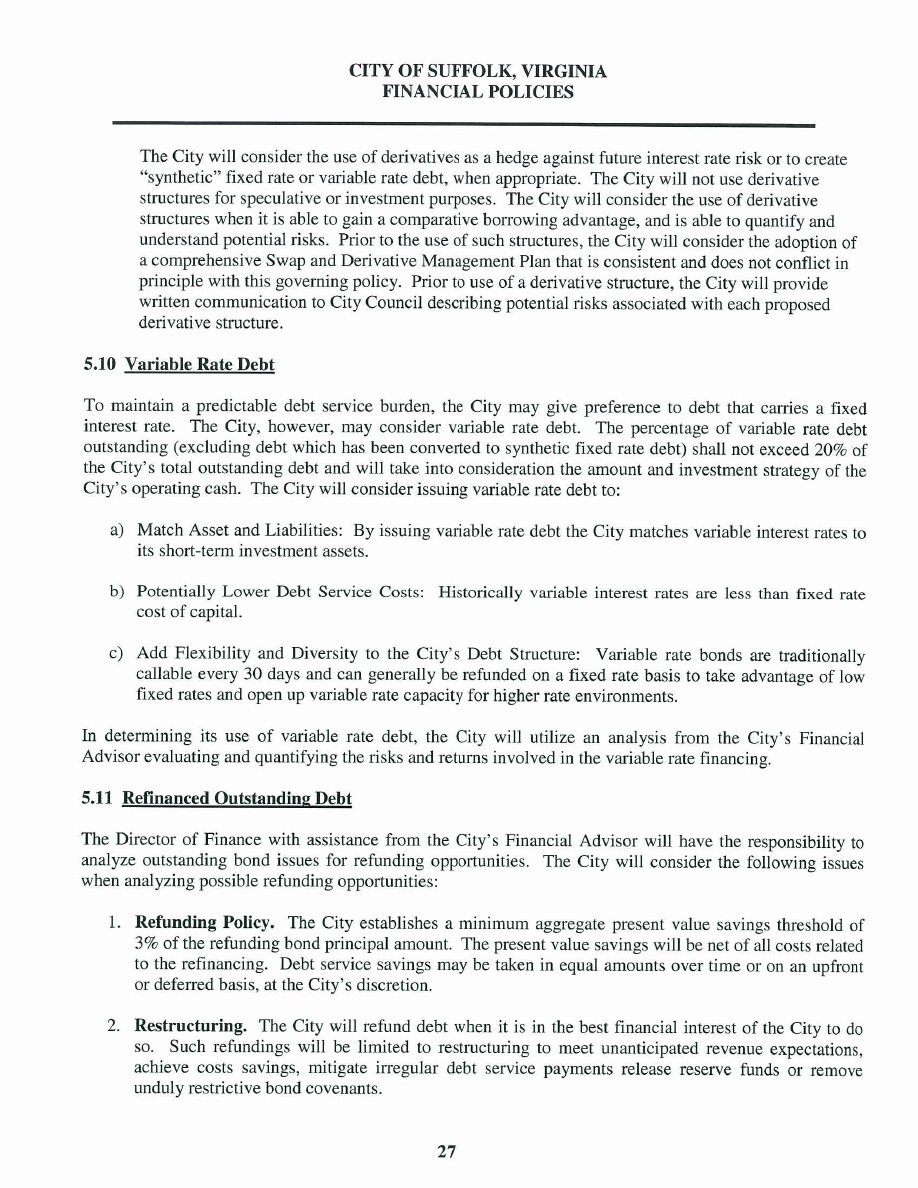 CITY OF SUFFOLK, VIRGINIA
FINANCIAL POLICIES
The City will consider the use of derivatives as a hedge against future interest rate risk or to create
“synthetic” fixed rate or variable rate debt, when appropriate. The City will not use derivative
structures for speculative or investment purposes. The City will consider the use of derivative
structures when it is able to gain a comparative borrowing advantage, and is able to quantify and
understand potential risks. Prior to the use of such structures, the City will consider the adoption of
a comprehensive Swap and Derivative Management Plan that is consistent and does not conflict in
principle with this governing policy. Prior to use of a derivative structure, the City will provide
written communication to City Council describing potential risks associated with each proposed
derivative structure.
5.10 Variable Rate Debt
To maintain a predictable debt service burden, the City may give preference to debt that carries a fixed
interest rate. The City, however, may consider variable rate debt. The percentage of variable rate debt
outstanding (excluding debt which has been converted to synthetic fixed rate debt) shall not exceed 20% of
the City’s total outstanding debt and will take into consideration the amount and investment strategy of the
City’s operating cash. The City will consider issuing variable rate debt to:
a) Match Asset and Liabilities: By issuing variable rate debt the City matches variable interest rates to
its short-term investment assets.
b) Potentially Lower Debt Service Costs: Historically variable interest rates are less than fixed rate
cost of capital.
c) Add Flexibility and Diversity to the City’s Debt Structure: Variable rate bonds are traditionally
callable every 30 days and can generally be refunded on a fixed rate basis to take advantage of low
fixed rates and open up variable rate capacity for higher rate environments.
In determining its use of variable rate debt, the City will utilize an analysis from the City’s Financial
Advisor evaluating and quantifying the risks and returns involved in the variable rate financing.
5.11 Refinanced Outstanding Debt
The Director of Finance with assistance from the City’s Financial Advisor will have the responsibility to
analyze outstanding bond issues for refunding opportunities. The City will consider the following issues
when analyzing possible refunding opportunities:
1. Refunding Policy. The City establishes a minimum aggregate present value savings threshold of
3% of the refunding bond principal amount. The present value savings will be net of all costs related
to the refinancing. Debt service savings may be taken in equal amounts over time or on an upfront
or deferred basis, at the City’s discretion.
2. Restructuring. The City will refund debt when it is in the best financial interest of the City to do
so. Such refundings will be limited to restructuring to meet unanticipated revenue expectations,
achieve costs savings, mitigate irregular debt service payments release reserve funds or remove
unduly restrictive bond covenants.
27